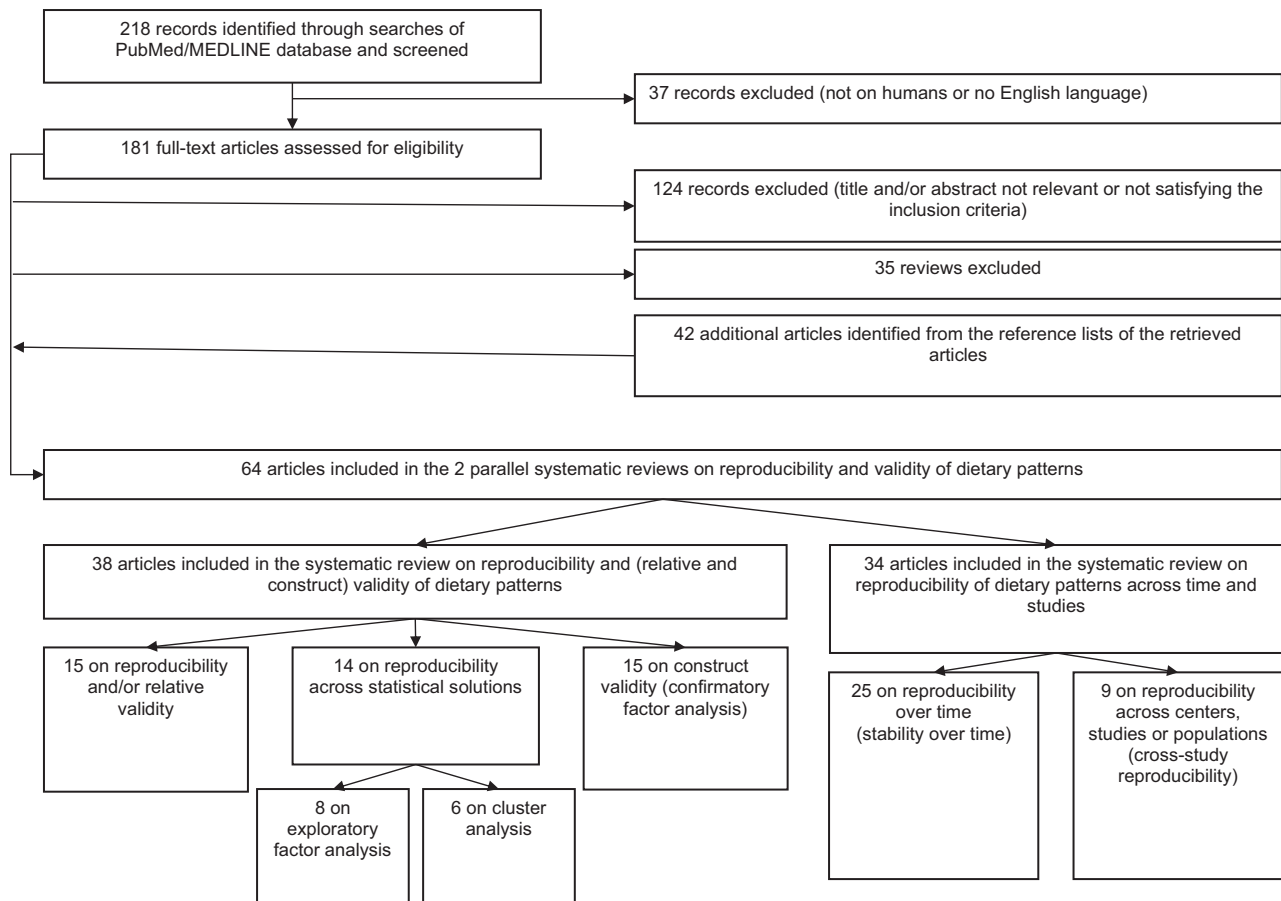 218 records identified through searches of
PubMed/MEDLINE database and screened
37 records excluded (not on humans or no English language)
181 full-text articles assessed for eligibility
124 records excluded (title and/or abstract not relevant or not satisfying the
inclusion criteria)
35 reviews excluded
42 additional articles identified from the reference lists of the retrieved
articles
64 articles included in the 2 parallel systematic reviews on reproducibility and validity of dietary patterns
38 articles included in the systematic review on reproducibility and (relative and
construct) validity of dietary patterns
34 articles included in the systematic review on
reproducibility of dietary patterns across time and
studies
15 on reproducibility
and/or relative
validity
14 on reproducibility
across statistical solutions
15 on construct
validity (confirmatory
factor analysis)
25 on reproducibility
over time
(stability over time)
9 on reproducibility
across centers,
studies or populations
(cross-study
reproducibility)
8 on
exploratory
factor analysis
6 on cluster
analysis